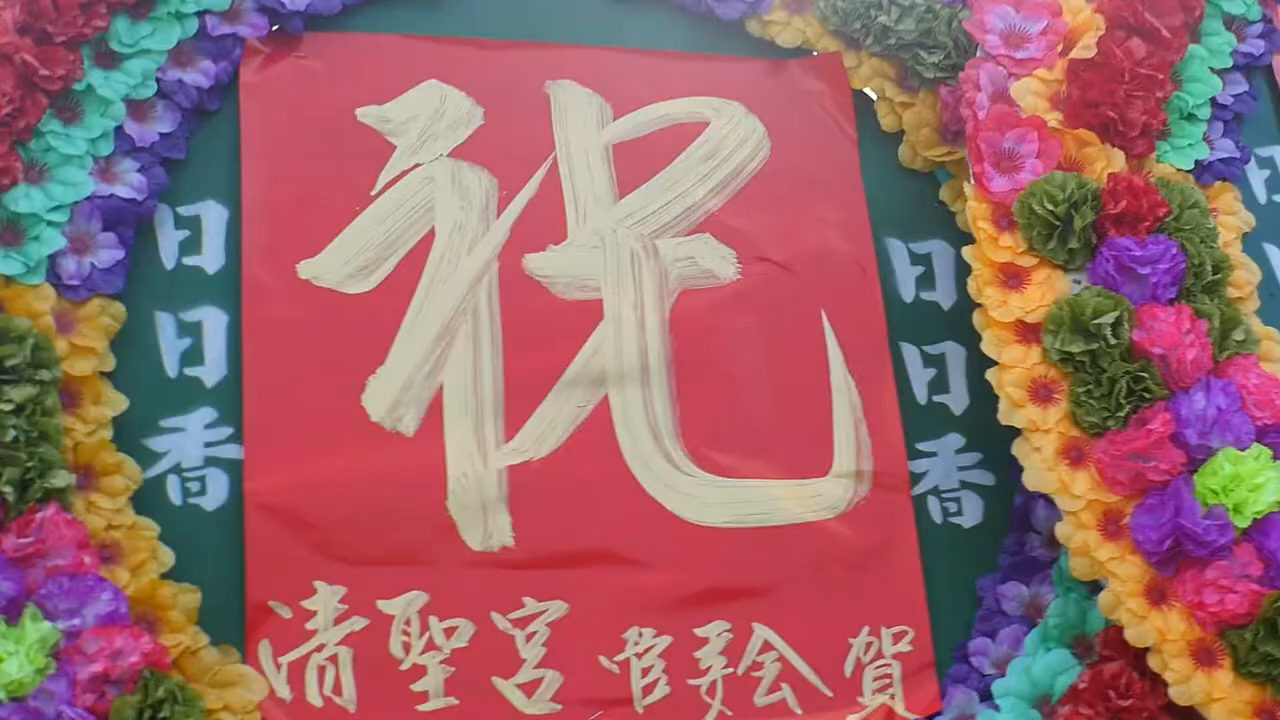 祝
日日香
日日香
清聖宮 管委会 賀